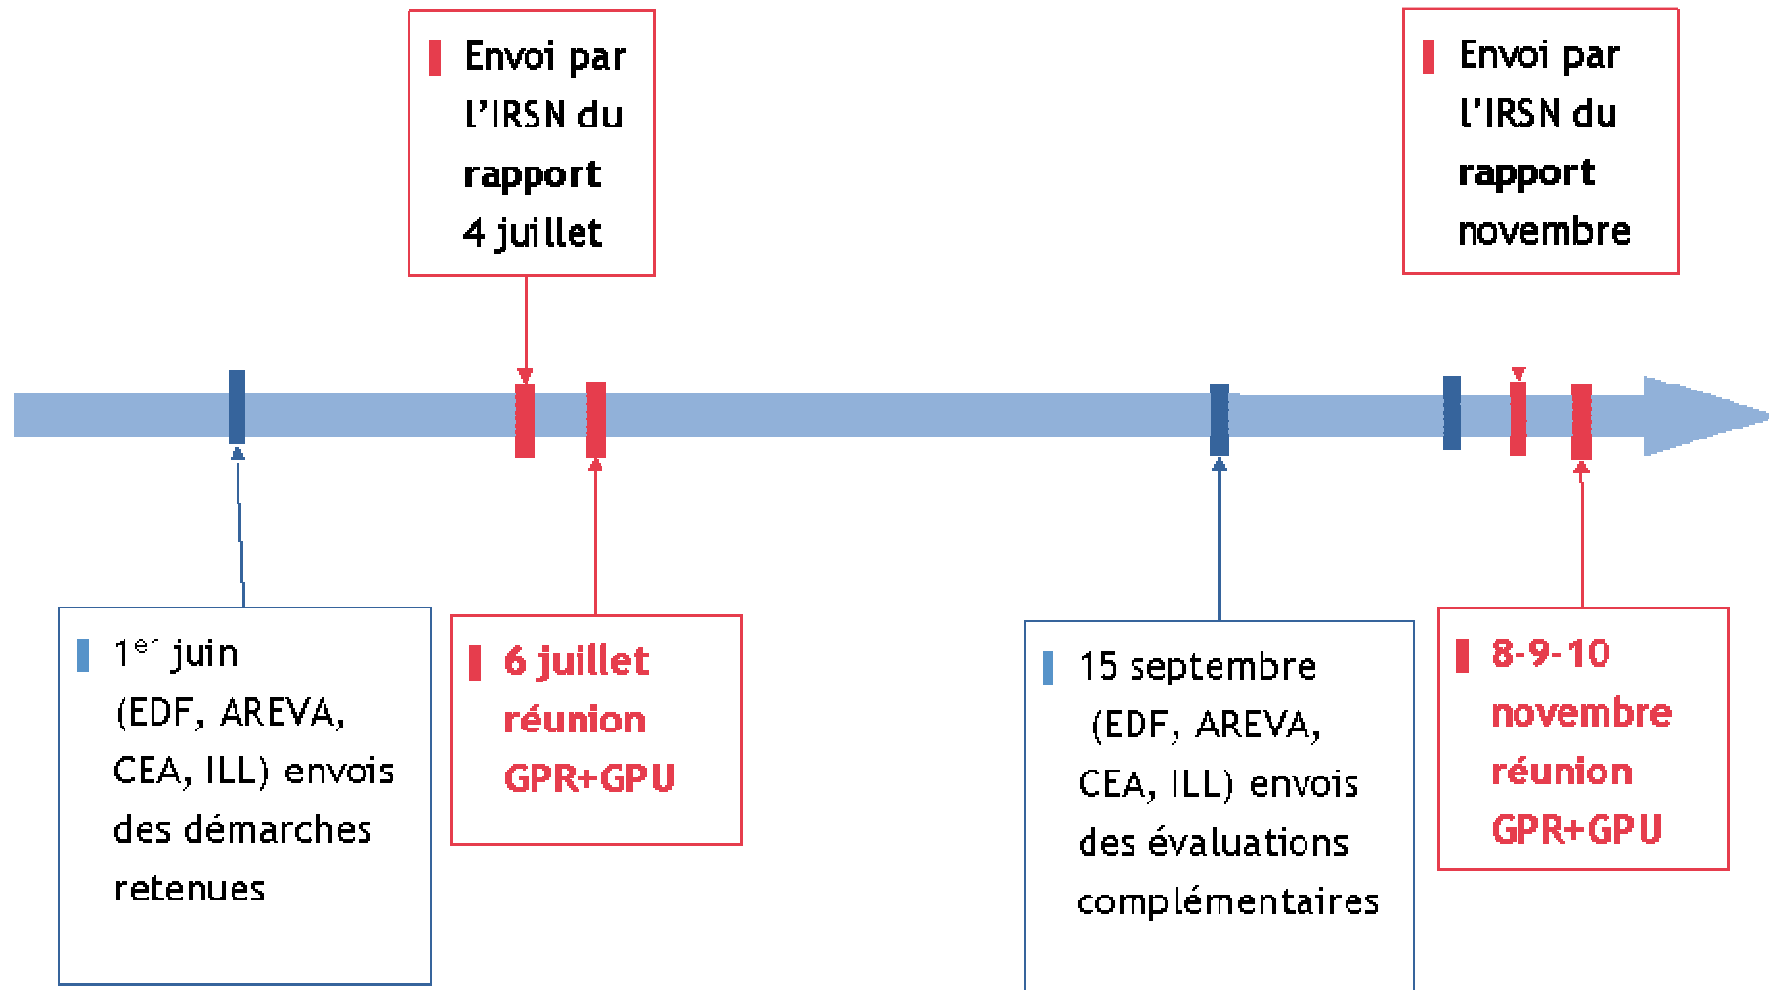 Envoi par
l'IRSN du
rapport
4 juillet
Envoi par
l'IRSN du
rapport
novembre
1er juin
(EDF, AREVA,
CEA, ILL) envois
des démarches
retenues
6 juillet
réunion
GPR+GPU
15 septembre
(EDF, AREVA,
CEA, ILL) envois
des évaluations
complémentaires
8-9-10
novembre
réunion
GPR+GPU